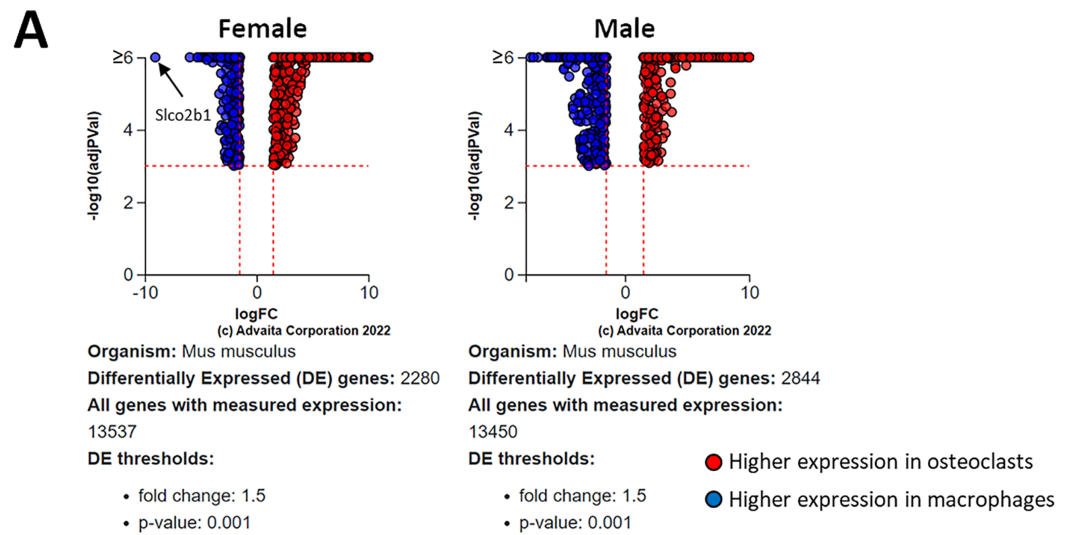 A
Female
≥6
4
2
0
-10
0
10
-log10(adjPVal)
logFC
Slco2b1
(c) Advaita Corporation 2022
Organism: Mus musculus
Differentially Expressed (DE) genes: 2280
All genes with measured expression:
13537
DE thresholds:
• fold change: 1.5
• p-value: 0.001
Male
≥6
4
2
0
0
10
-log10(adjPVal)
logFC
(c) Advaita Corporation 2022
Organism: Mus musculus
Differentially Expressed (DE) genes: 2844
All genes with measured expression:
13450
DE thresholds:
• fold change: 1.5
• p-value: 0.001
Higher expression in osteoclasts
Higher expression in macrophages